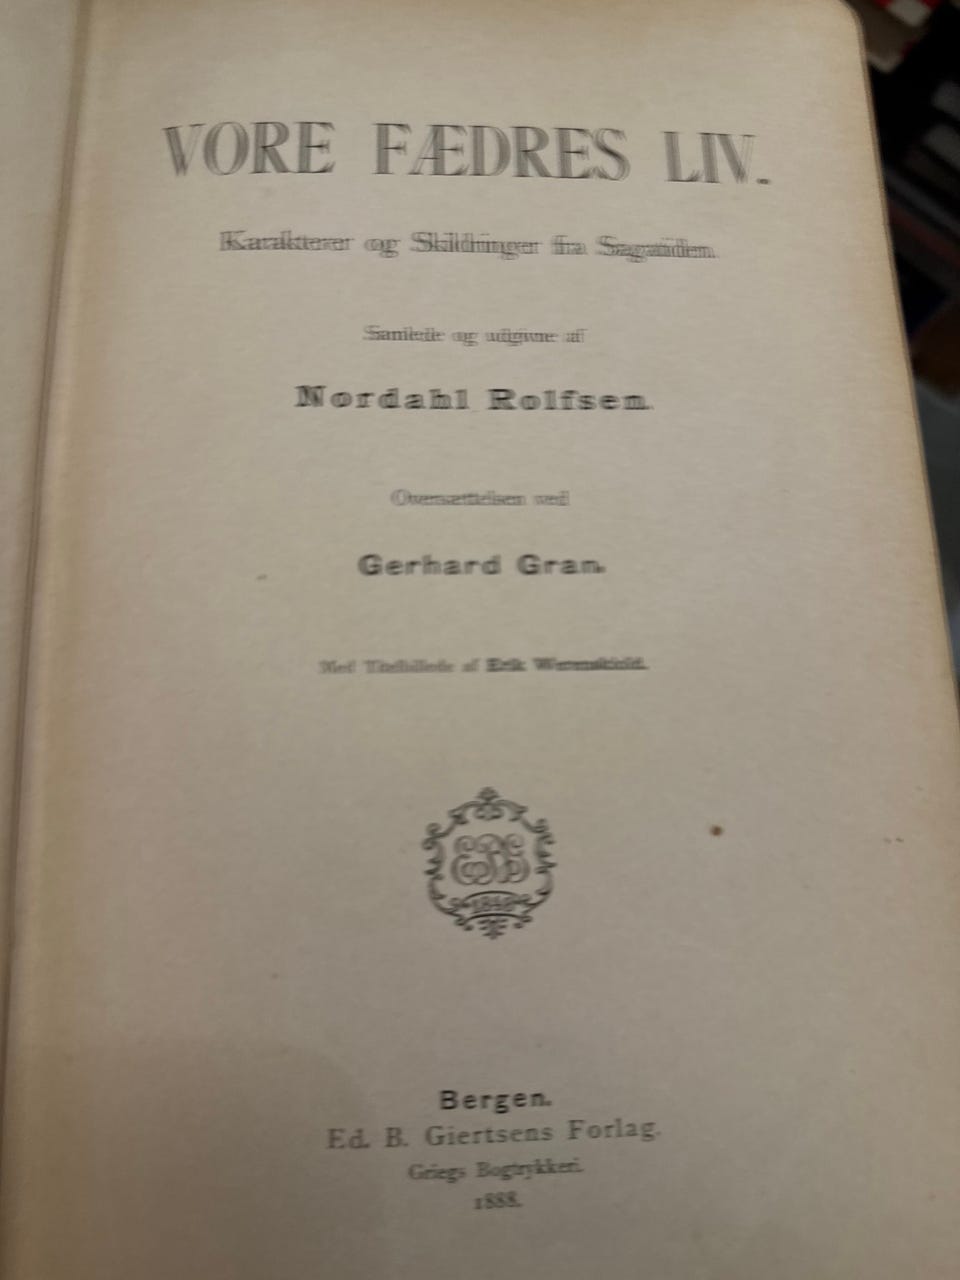 VORE FÆDRES LIV.
Karakterer og Skildringer fra Sagatiden.
Samlede og udgivne af
Nordahl Rolfsen.
Oversættelsen ved
Gerhard Gran.
Med Titelbillede af Erik Werenskiold.
Bergen.
Ed. B. Giertsens Forlag.
Griegs Bogtrykkeri.
1888.